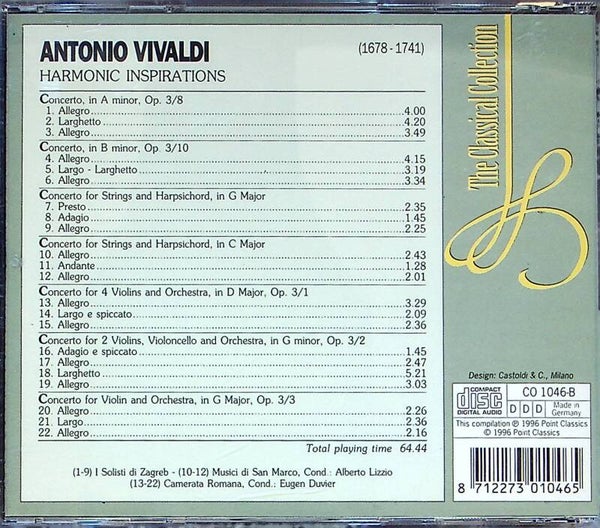 ANTONIO VIVALDI (1678 - 1741)
HARMONIC INSPIRATIONS
Concerto, in A minor, Op. 3/8
1. Allegro 4.00
2. Larghetto 4.20
3. Allegro 3.49
Concerto, in B minor, Op. 3/10
4. Allegro 4.15
5. Largo - Larghetto 3.19
6. Allegro 3.34
Concerto for Strings and Harpsichord, in G Major
7. Presto 2.35
8. Adagio 1.45
9. Allegro 2.25
Concerto for Strings and Harpsichord, in C Major
10. Allegro 2.43
11. Andante 1.28
12. Allegro 2.01
Concerto for 4 Violins and Orchestra, in D Major, Op. 3/1
13. Allegro 3.29
14. Largo e spiccato 2.09
15. Allegro 2.36
Concerto for 2 Violins, Violoncello and Orchestra, in G minor, Op. 3/2
16. Adagio e spiccato 1.45
17. Allegro 2.47
18. Larghetto 5.21
19. Allegro 3.03
Concerto for Violin and Orchestra, in G Major, Op. 3/3
20. Allegro 2.26
21. Largo 2.36
22. Allegro 2.16
Total playing time 64.44
(1-9) I Solisti di Zagreb - (10-12) Musici di San Marco, Cond.: Alberto Lizzio
(13-22) Camerata Romana, Cond.: Eugen Duvier
The Classical Collection
Design: Castoldi & C., Milano
COMPACT
disc
DIGITAL AUDIO
CO 1046-B
DDD
Made in
Germany
This compilation ℗ 1996 Point Classics
© 1996 Point Classics
8 712273 010465